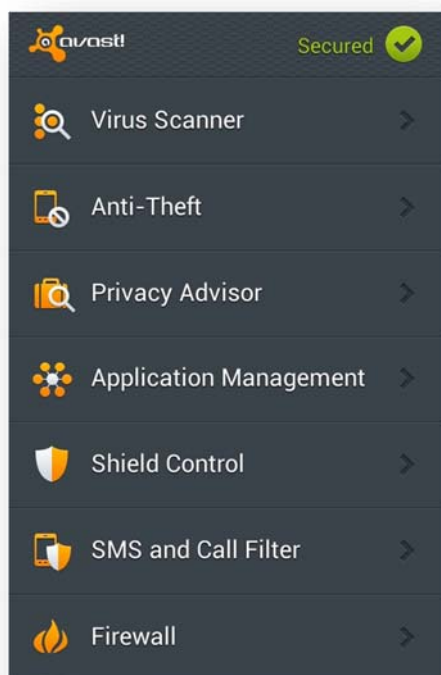 avast!
Secured
Virus Scanner
Anti-Theft
Privacy Advisor
Application Management
Shield Control
SMS and Call Filter
Firewall